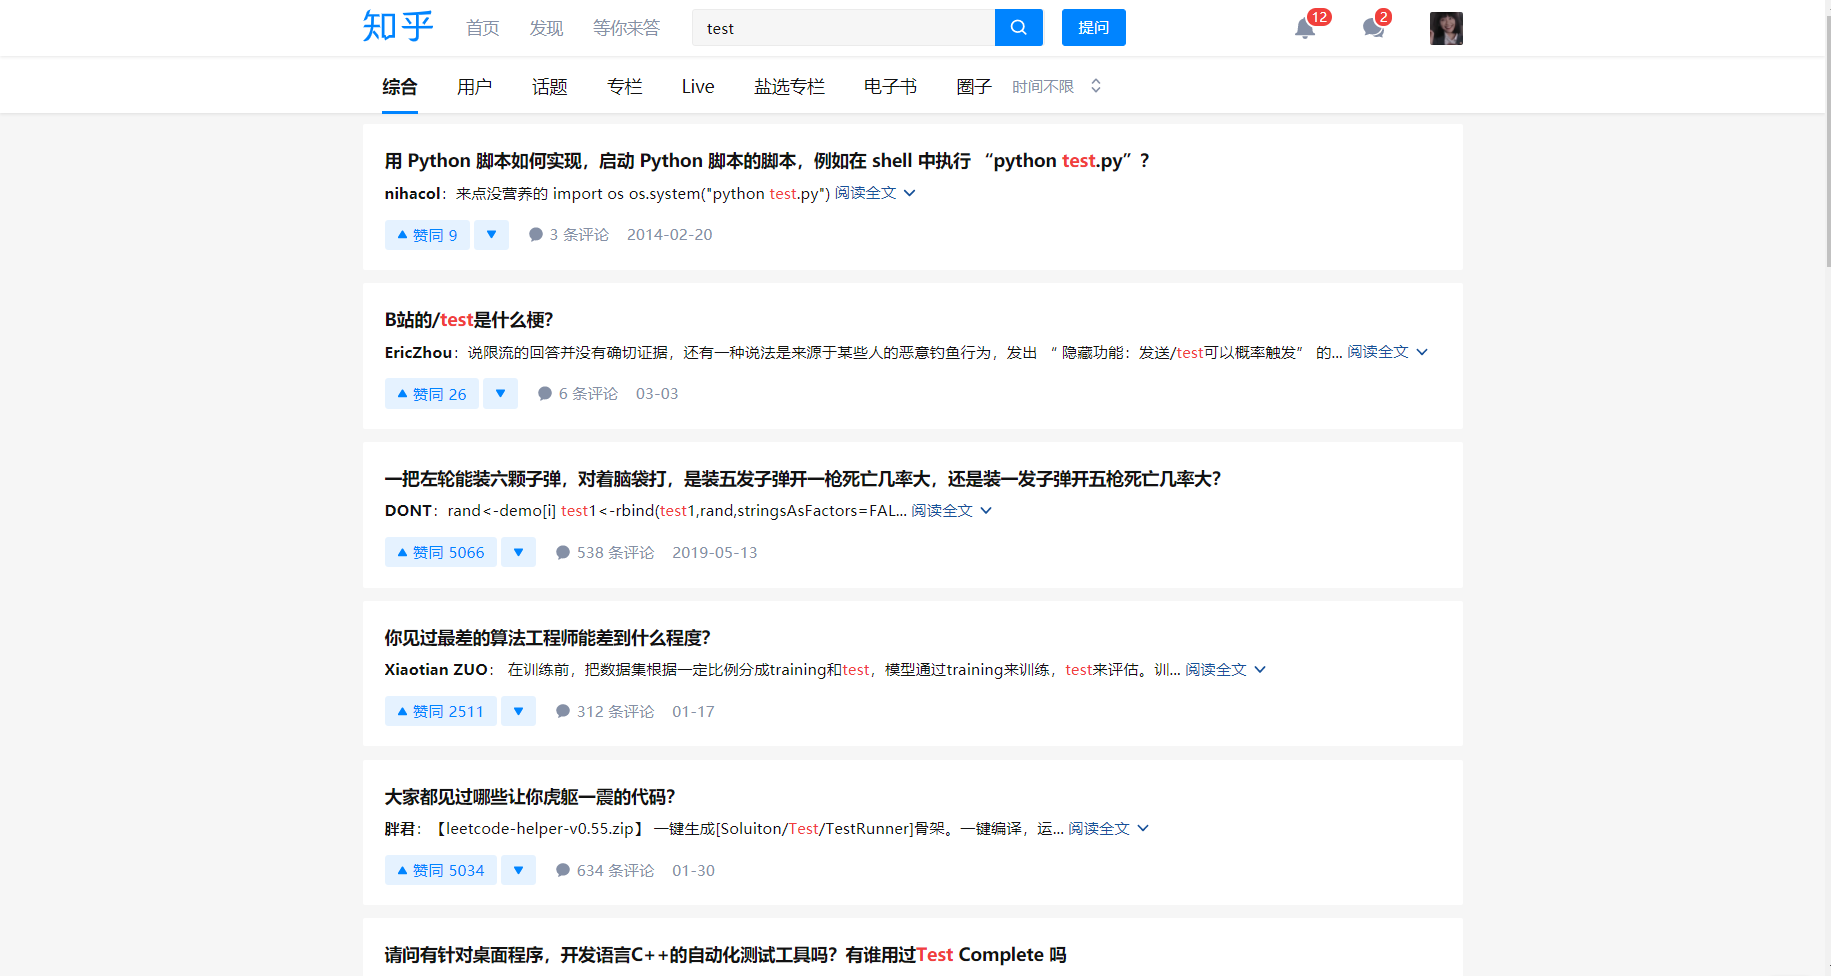 知乎 首页 发现 等你来答 test 提问 12 2
综合 用户 话题 专栏 Live 盐选专栏 电子书 圈子 时间不限
用 Python 脚本如何实现，启动 Python 脚本的脚本，例如在 shell 中执行 “python test.py”？
nihacol：来点没营养的 import os os.system("python test.py") 阅读全文
赞同 9 3 条评论 2014-02-20
B站的/test是什么梗？
EricZhou：说限流的回答并没有确切证据，还有一种说法是来源于某些人的恶意钓鱼行为，发出 “ 隐藏功能：发送/test可以概率触发” 的... 阅读全文
赞同 26 6 条评论 03-03
一把左轮能装六颗子弹，对着脑袋打，是装五发子弹开一枪死亡几率大，还是装一发子弹开五枪死亡几率大？
DONT：rand<-demo[i] test1<-rbind(test1,rand,stringsAsFactors=FAL... 阅读全文
赞同 5066 538 条评论 2019-05-13
你见过最差的算法工程师能差到什么程度？
Xiaotian ZUO： 在训练前，把数据集根据一定比例分成training和test，模型通过training来训练，test来评估。训... 阅读全文
赞同 2511 312 条评论 01-17
大家都见过哪些让你虎躯一震的代码？
胖君：【leetcode-helper-v0.55.zip】 一键生成[Soluiton/Test/TestRunner]骨架。一键编译，运... 阅读全文
赞同 5034 634 条评论 01-30
请问有针对桌面程序，开发语言C++的自动化测试工具吗？有谁用过Test Complete 吗